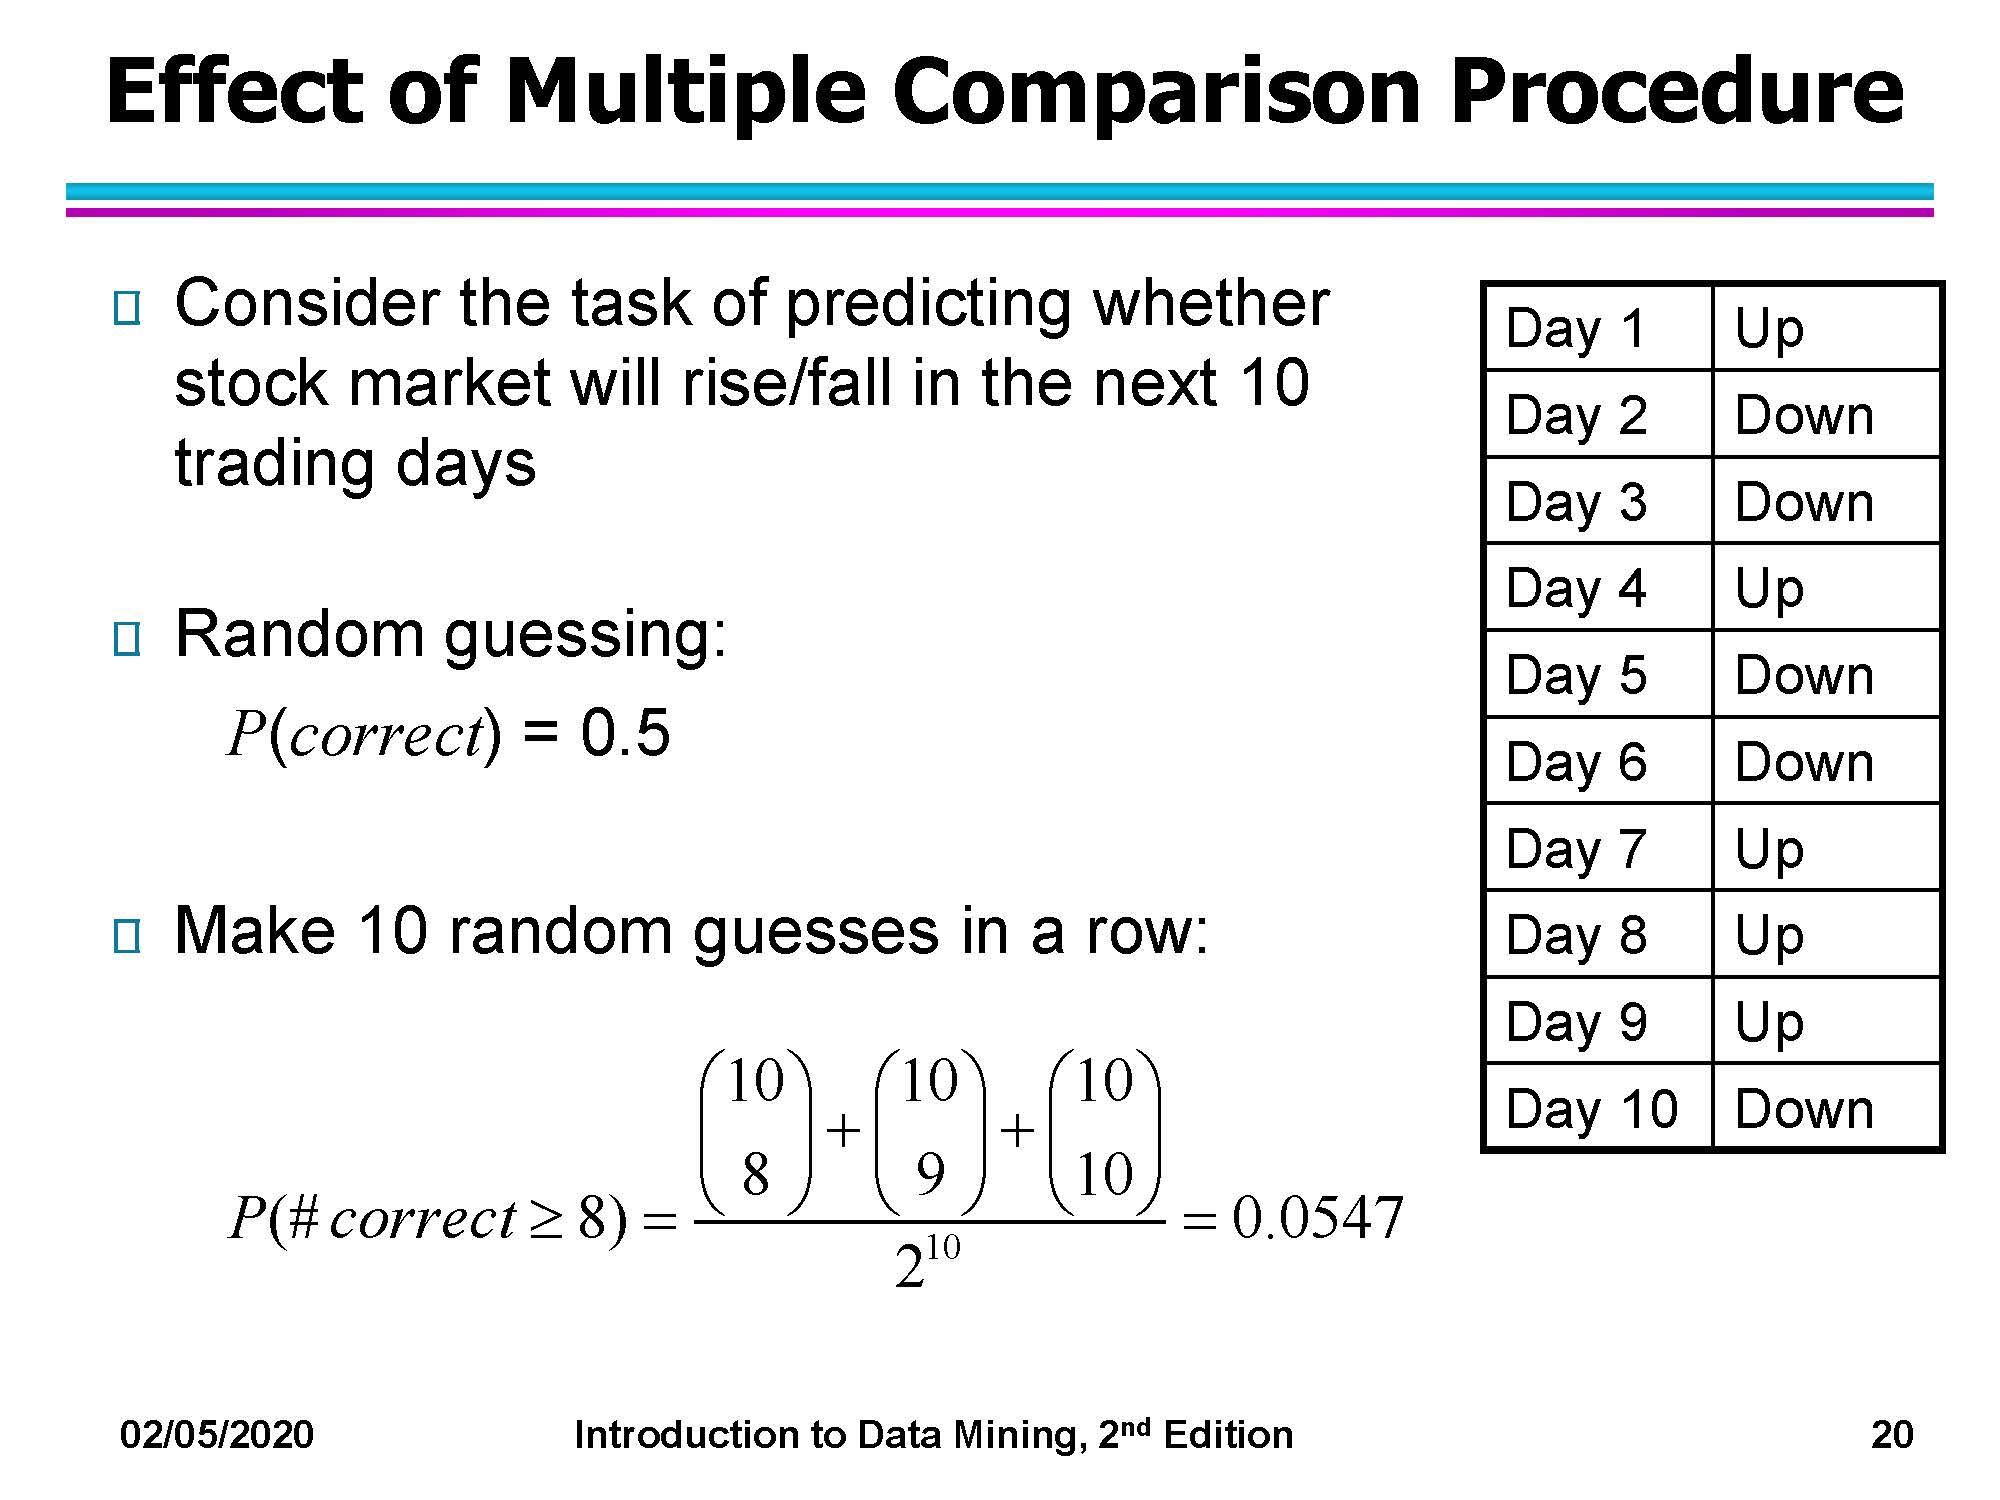 Effect of Multiple Comparison Procedure
Consider the task of predicting whether
stock market will rise/fall in the next 10
trading days
Random guessing:
P(correct) = 0.5
Make 10 random guesses in a row:
P(# correct ≥ 8) = \frac{\binom{10}{8} + \binom{10}{9} + \binom{10}{10}}{2^{10}} = 0.0547
Day 1 Up
Day 2 Down
Day 3 Down
Day 4 Up
Day 5 Down
Day 6 Down
Day 7 Up
Day 8 Up
Day 9 Up
Day 10 Down
02/05/2020 Introduction to Data Mining, 2nd Edition 20